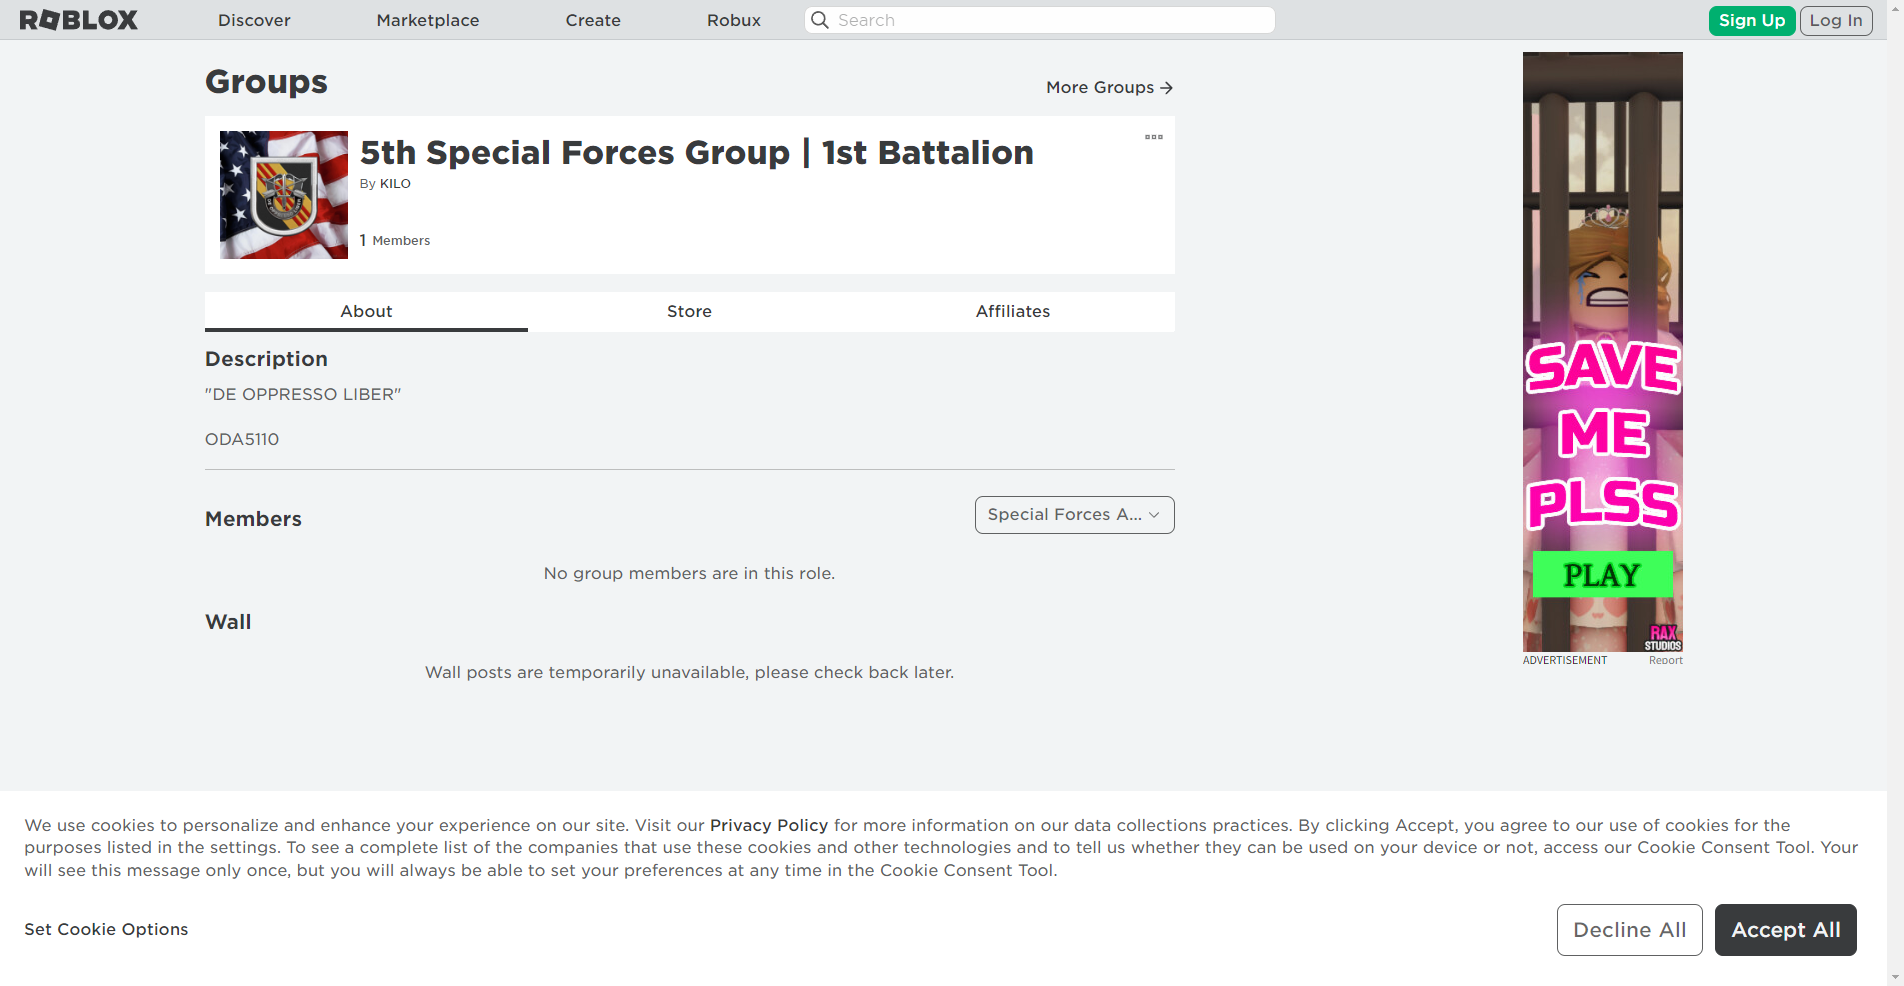 ROBLOX
Discover
Marketplace
Create
Robux
Search
Sign Up
Log In
Groups
More Groups
5th Special Forces Group | 1st Battalion
By KILO
1 Members
About
Store
Affiliates
Description
"DE OPPRESSO LIBER"
ODA5110
Members
Special Forces A...
No group members are in this role.
Wall
Wall posts are temporarily unavailable, please check back later.
SAVE
ME
PLSS
PLAY
RAX
STUDIOS
ADVERTISEMENT
Report
We use cookies to personalize and enhance your experience on our site. Visit our Privacy Policy for more information on our data collections practices. By clicking Accept, you agree to our use of cookies for the
purposes listed in the settings. To see a complete list of the companies that use these cookies and other technologies and to tell us whether they can be used on your device or not, access our Cookie Consent Tool. Your
will see this message only once, but you will always be able to set your preferences at any time in the Cookie Consent Tool.
Set Cookie Options
Decline All
Accept All